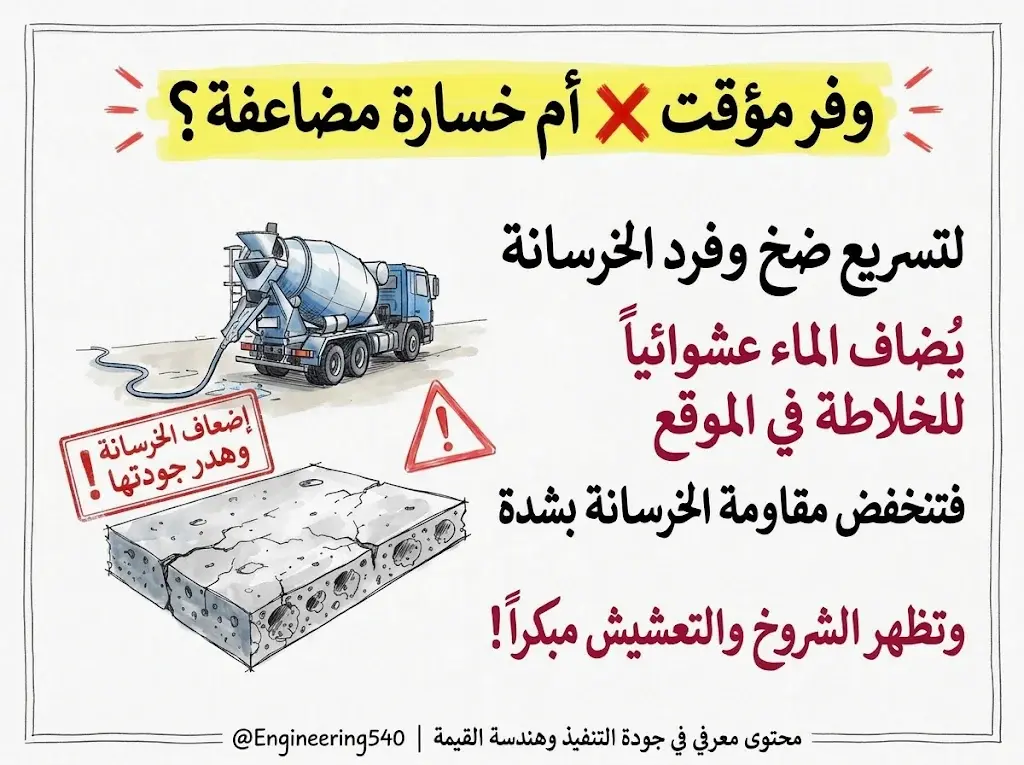 وفر مؤقت ❌ أم خسارة مضاعفة؟
لتسريع ضخ وفرد الخرسانة
يُضاف الماء عشوائياً
للخلاطة في الموقع
إضعاف الخرسانة
وهدر جودتها!
فتنخفض مقاومة الخرسانة بشدة
وتظهر الشروخ والتعشيش مبكراً!
محتوى معرفي في جودة التنفيذ وهندسة القيمة | @Engineering540